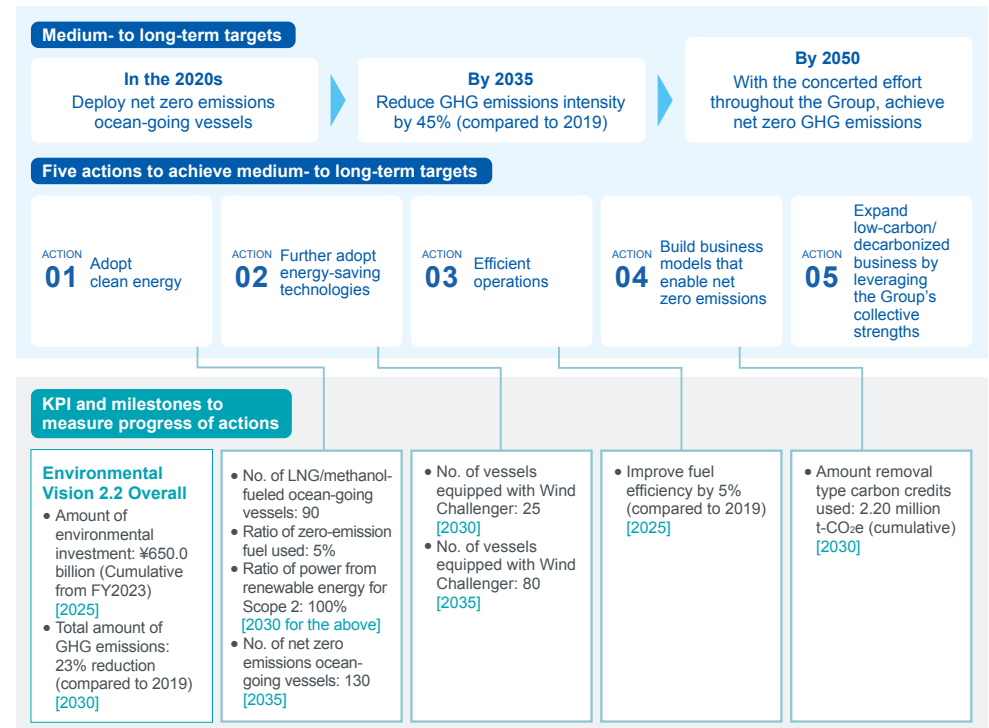 Medium- to long-term targets
In the 2020s
Deploy net zero emissions
ocean-going vessels
By 2035
Reduce GHG emissions intensity
by 45% (compared to 2019)
By 2050
With the concerted effort
throughout the Group, achieve
net zero GHG emissions
Five actions to achieve medium- to long-term targets
ACTION
01
Adopt
clean energy
ACTION
02
Further adopt
energy-saving
technologies
ACTION
03
Efficient
operations
ACTION
04
Build business
models that
enable net
zero emissions
ACTION
05
Expand
low-carbon/
decarbonized
business by
leveraging
the Group's
collective
strengths
KPI and milestones to
measure progress of actions
Environmental
Vision 2.2 Overall
• Amount of
environmental
investment: ¥650.0
billion (Cumulative
from FY2023)
[2025]
• Total amount of
GHG emissions:
23% reduction
(compared to 2019)
[2030]
• No. of LNG/methanol-
fueled ocean-going
vessels: 90
• Ratio of zero-emission
fuel used: 5%
• Ratio of power from
renewable energy for
Scope 2: 100%
[2030 for the above]
• No. of net zero
emissions ocean-
going vessels: 130
[2035]
• No. of vessels
equipped with Wind
Challenger: 25
[2030]
• No. of vessels
equipped with Wind
Challenger: 80
[2035]
• Improve fuel
efficiency by 5%
(compared to 2019)
[2025]
• Amount removal
type carbon credits
used: 2.20 million
t-CO₂e (cumulative)
[2030]